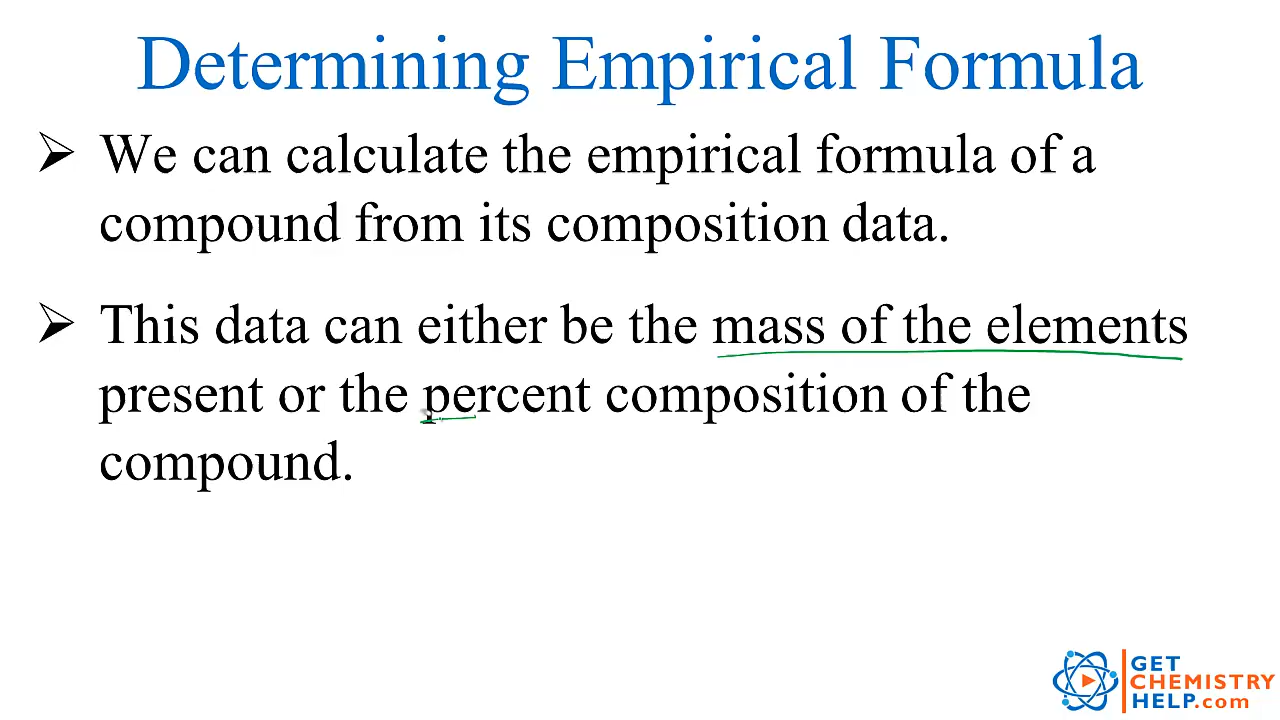 Determining Empirical Formula
➢ We can calculate the empirical formula of a
compound from its composition data.
➢ This data can either be the mass of the elements
present or the percent composition of the
compound.
GET
CHEMISTRY
HELP.com